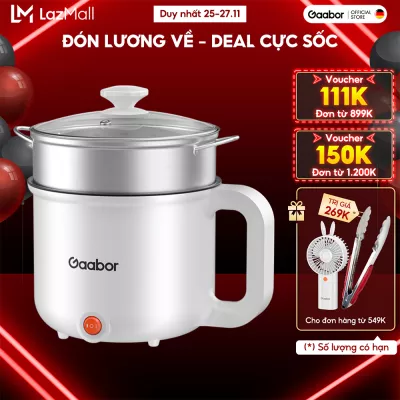 LazMall
Duy nhất 25-27.11
Gaabor
OFFICIAL STORE
ĐÓN LƯƠNG VỀ - DEAL CỰC SỐC
Voucher
111K
Đơn từ 899K
Voucher
150K
Đơn từ 1.200K
TRỊ GIÁ
269K
Gaabor
Cho đơn hàng từ 549K
(*) Số lượng có hạn